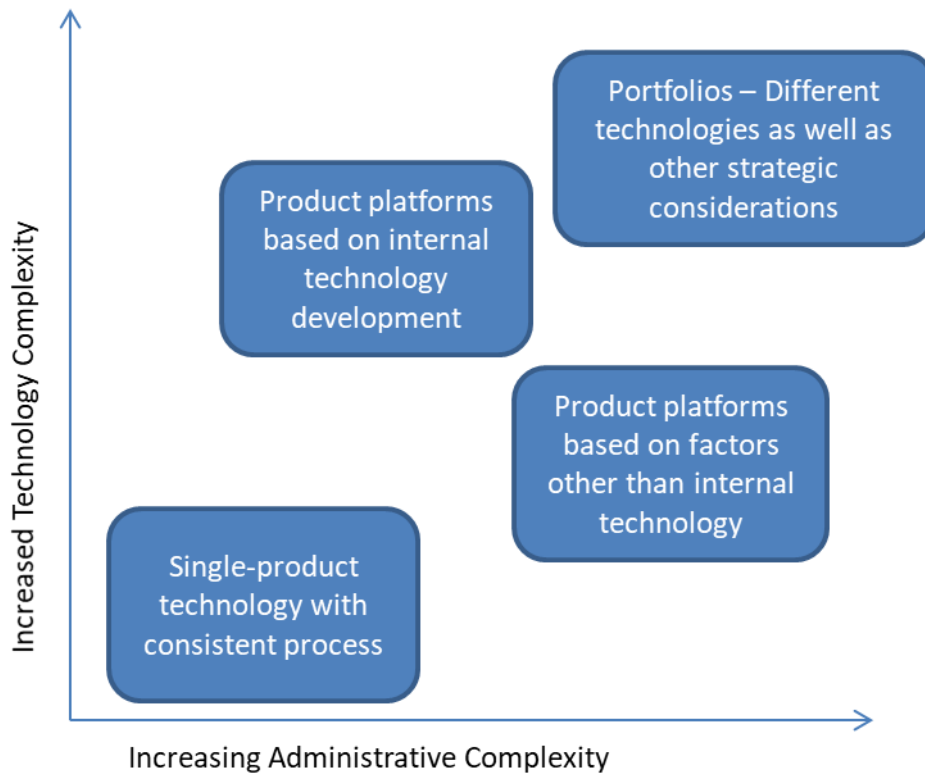 Increased Technology Complexity
Portfolios – Different
technologies as well as
other strategic
considerations
Product platforms
based on internal
technology
development
Product platforms
based on factors
other than internal
technology
Single-product
technology with
consistent process
Increasing Administrative Complexity